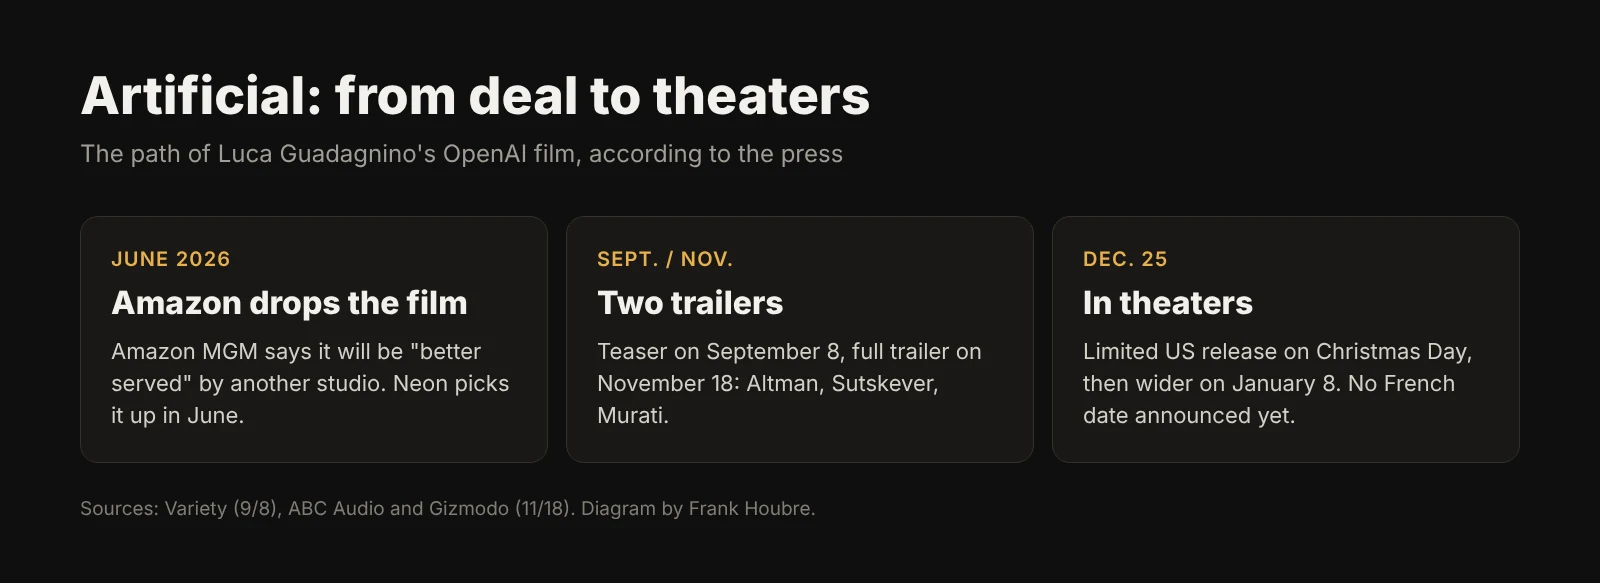 Artificial: from deal to theaters
The path of Luca Guadagnino's OpenAI film, according to the press
JUNE 2026
Amazon drops the film
Amazon MGM says it will be "better
served" by another studio. Neon picks
it up in June.
SEPT. / NOV.
Two trailers
Teaser on September 8, full trailer on
November 18: Altman, Sutskever,
Murati.
DEC. 25
In theaters
Limited US release on Christmas Day,
then wider on January 8. No French
date announced yet.
Sources: Variety (9/8), ABC Audio and Gizmodo (11/18). Diagram by Frank Houbre.